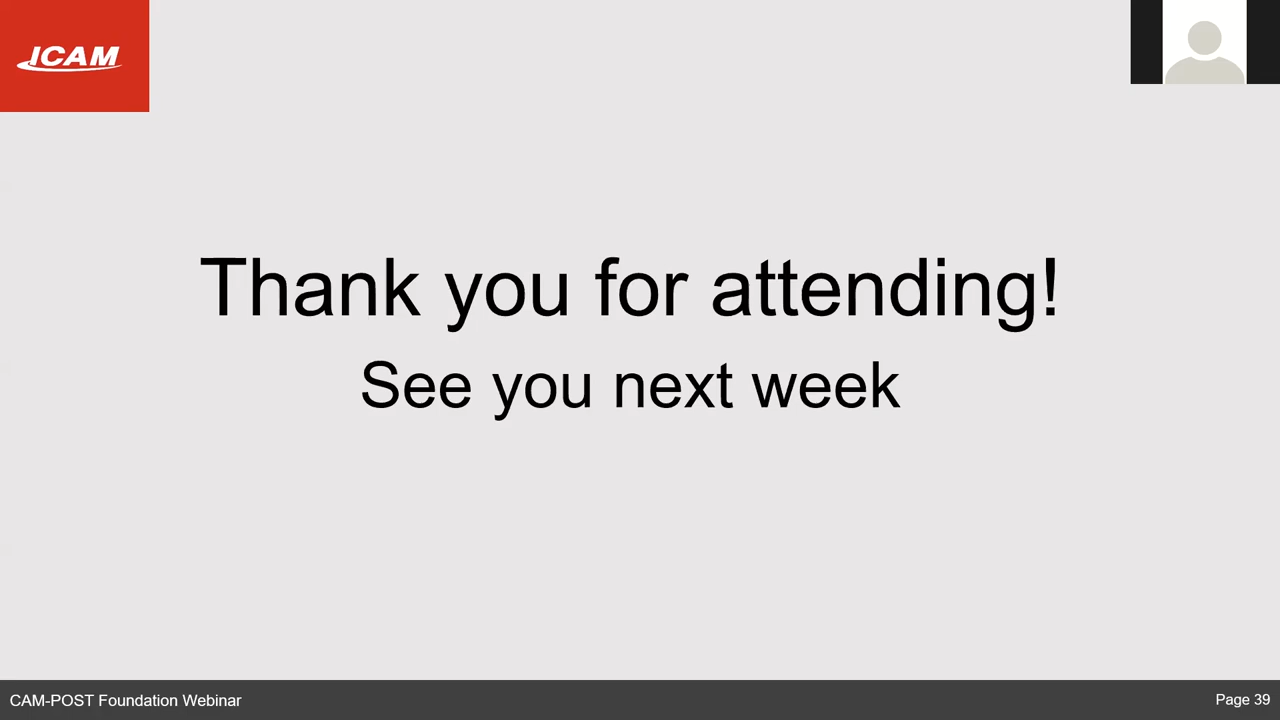 ICAM
Thank you for attending!
See you next week
CAM-POST Foundation Webinar
Page 39